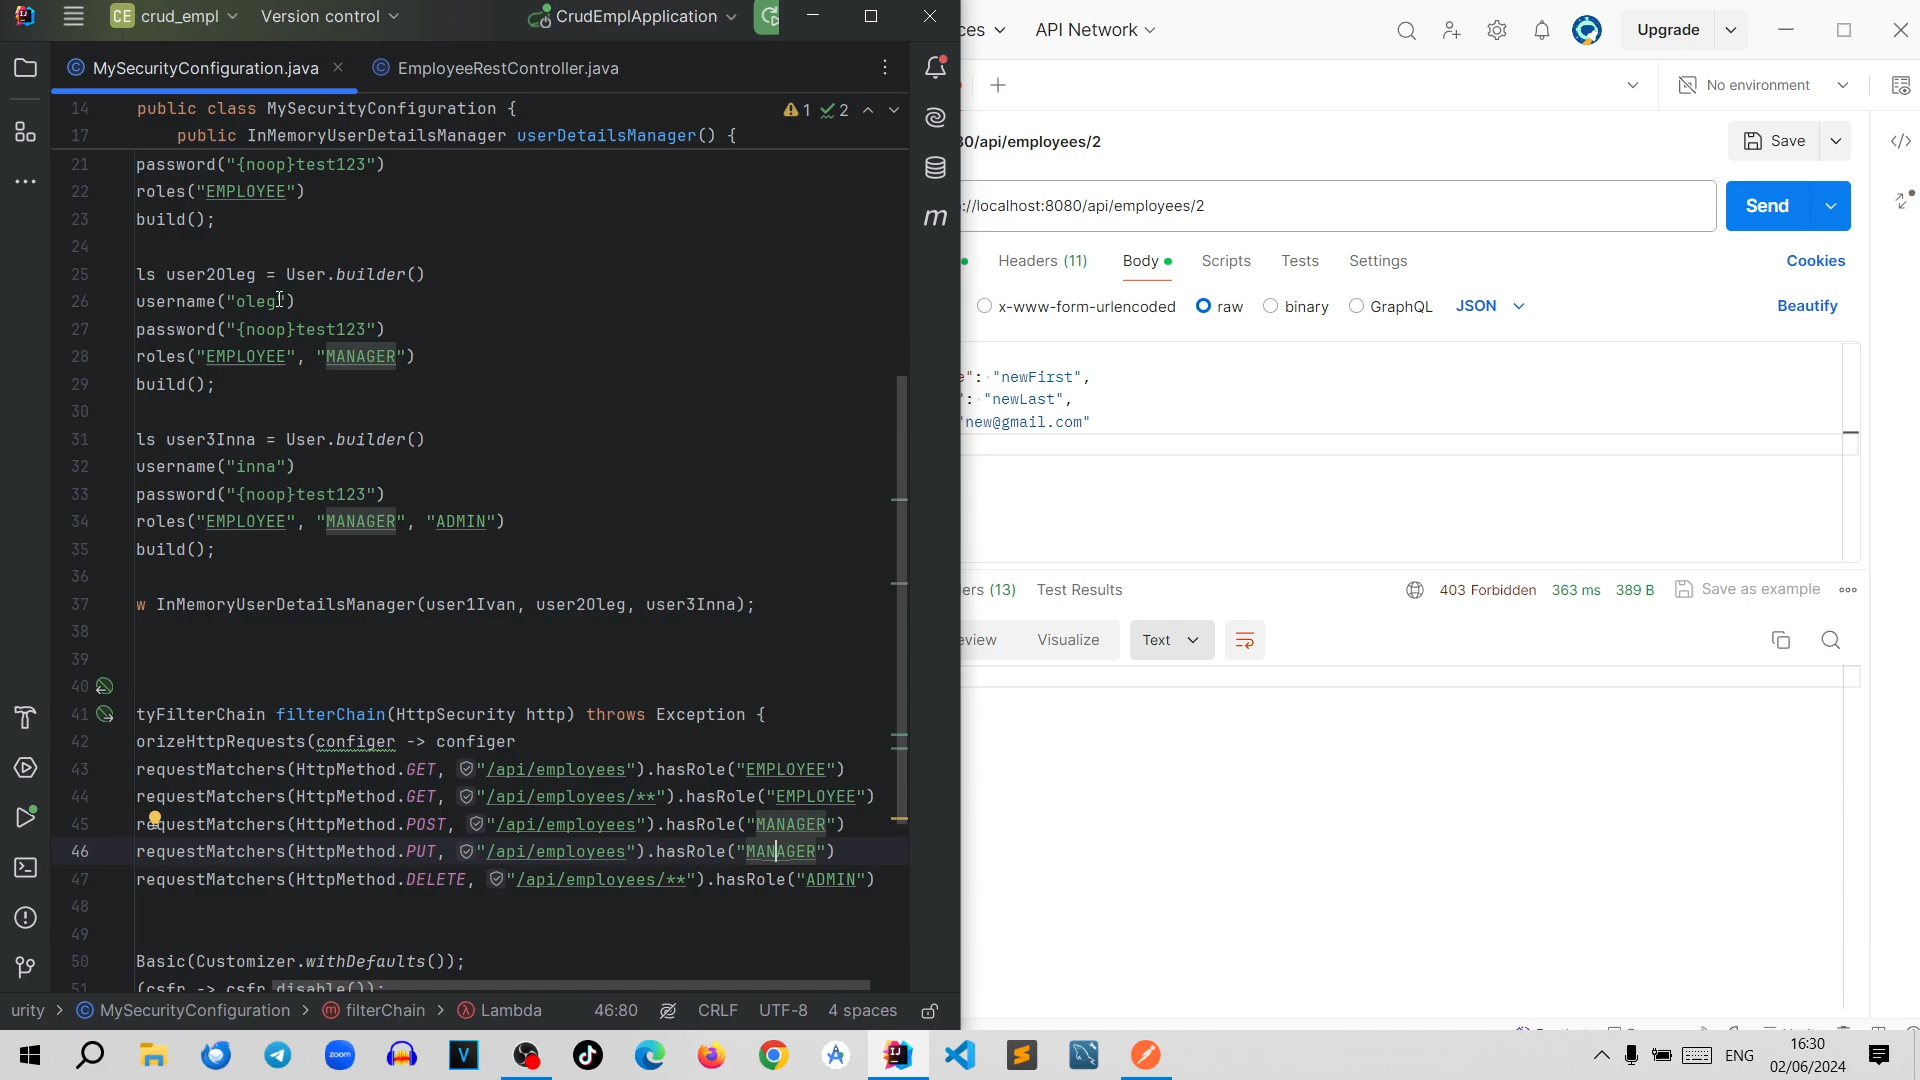 CE crud_empl
Version control
CrudEmplApplication
MySecurityConfiguration.java
EmployeeRestController.java
14 public class MySecurityConfiguration {
1 2
17 public InMemoryUserDetailsManager userDetailsManager() {
21 password("{noop}test123")
22 roles("EMPLOYEE")
23 build();
24
25 ls user2Oleg = User.builder()
26 username("oleg")
27 password("{noop}test123")
28 roles("EMPLOYEE", "MANAGER")
29 build();
30
31 ls user3Inna = User.builder()
32 username("inna")
33 password("{noop}test123")
34 roles("EMPLOYEE", "MANAGER", "ADMIN")
35 build();
36
37 w InMemoryUserDetailsManager(user1Ivan, user2Oleg, user3Inna);
38
39
40
41 tyFilterChain filterChain(HttpSecurity http) throws Exception {
42 orizeHttpRequests(configer -> configer
43 requestMatchers(HttpMethod.GET, "/api/employees").hasRole("EMPLOYEE")
44 requestMatchers(HttpMethod.GET, "/api/employees/**").hasRole("EMPLOYEE")
45 requestMatchers(HttpMethod.POST, "/api/employees").hasRole("MANAGER")
46 requestMatchers(HttpMethod.PUT, "/api/employees").hasRole("MANAGER")
47 requestMatchers(HttpMethod.DELETE, "/api/employees/**").hasRole("ADMIN")
48
49
50 Basic(Customizer.withDefaults());
51 (csfr -> csfr disable());
urity > MySecurityConfiguration > filterChain > Lambda
46:80 CRLF UTF-8 4 spaces
ces API Network
Upgrade
No environment
80/api/employees/2
Save
://localhost:8080/api/employees/2
Send
Headers (11) Body Scripts Tests Settings
Cookies
x-www-form-urlencoded raw binary GraphQL JSON
Beautify
e": "newFirst",
": "newLast",
"new@gmail.com"
ers (13) Test Results
403 Forbidden 363 ms 389 B Save as example
eview Visualize Text
zoom
V
ENG
16:30
02/06/2024